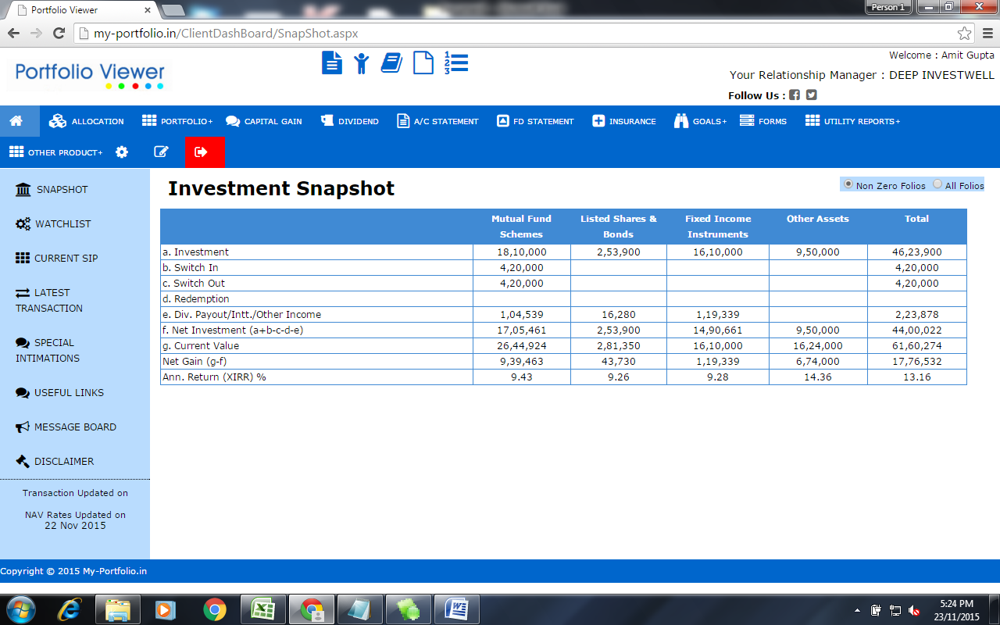 Portfolio Viewer
Person 1
my-portfolio.in/ClientDashBoard/SnapShot.aspx
Portfolio Viewer
1 2 3
Welcome : Amit Gupta
Your Relationship Manager : DEEP INVESTWELL
Follow Us :
ALLOCATION PORTFOLIO+ CAPITAL GAIN DIVIDEND A/C STATEMENT FD STATEMENT INSURANCE GOALS+ FORMS UTILITY REPORTS+
OTHER PRODUCT+
SNAPSHOT
WATCHLIST
CURRENT SIP
LATEST
TRANSACTION
SPECIAL
INTIMATIONS
USEFUL LINKS
MESSAGE BOARD
DISCLAIMER
Transaction Updated on
NAV Rates Updated on
22 Nov 2015
Investment Snapshot
Non Zero Folios All Folios
Mutual Fund Listed Shares & Fixed Income Other Assets Total
Schemes Bonds Instruments
a. Investment 18,10,000 2,53,900 16,10,000 9,50,000 46,23,900
b. Switch In 4,20,000 4,20,000
c. Switch Out 4,20,000 4,20,000
d. Redemption
e. Div. Payout/Intt./Other Income 1,04,539 16,280 1,19,339 2,23,878
f. Net Investment (a+b-c-d-e) 17,05,461 2,53,900 14,90,661 9,50,000 44,00,022
g. Current Value 26,44,924 2,81,350 16,10,000 16,24,000 61,60,274
Net Gain (g-f) 9,39,463 43,730 1,19,339 6,74,000 17,76,532
Ann. Return (XIRR) % 9.43 9.26 9.28 14.36 13.16
Copyright © 2015 My-Portfolio.in
5:24 PM
23/11/2015